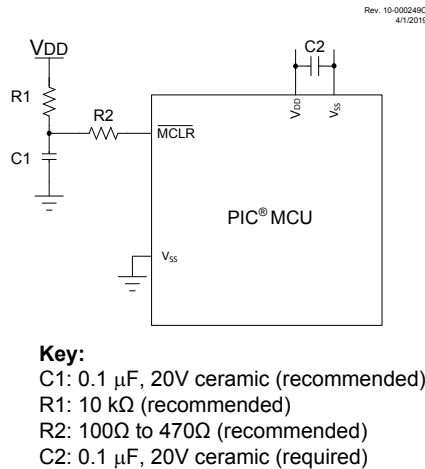 Rev. 10-000249C
4/1/2019
C2
VDD
R1
R2
VDD
VSS
MCLR
C1
PIC® MCU
VSS
Key:
C1: 0.1 μF, 20V ceramic (recommended)
R1: 10 kΩ (recommended)
R2: 100Ω to 470Ω (recommended)
C2: 0.1 μF, 20V ceramic (required)